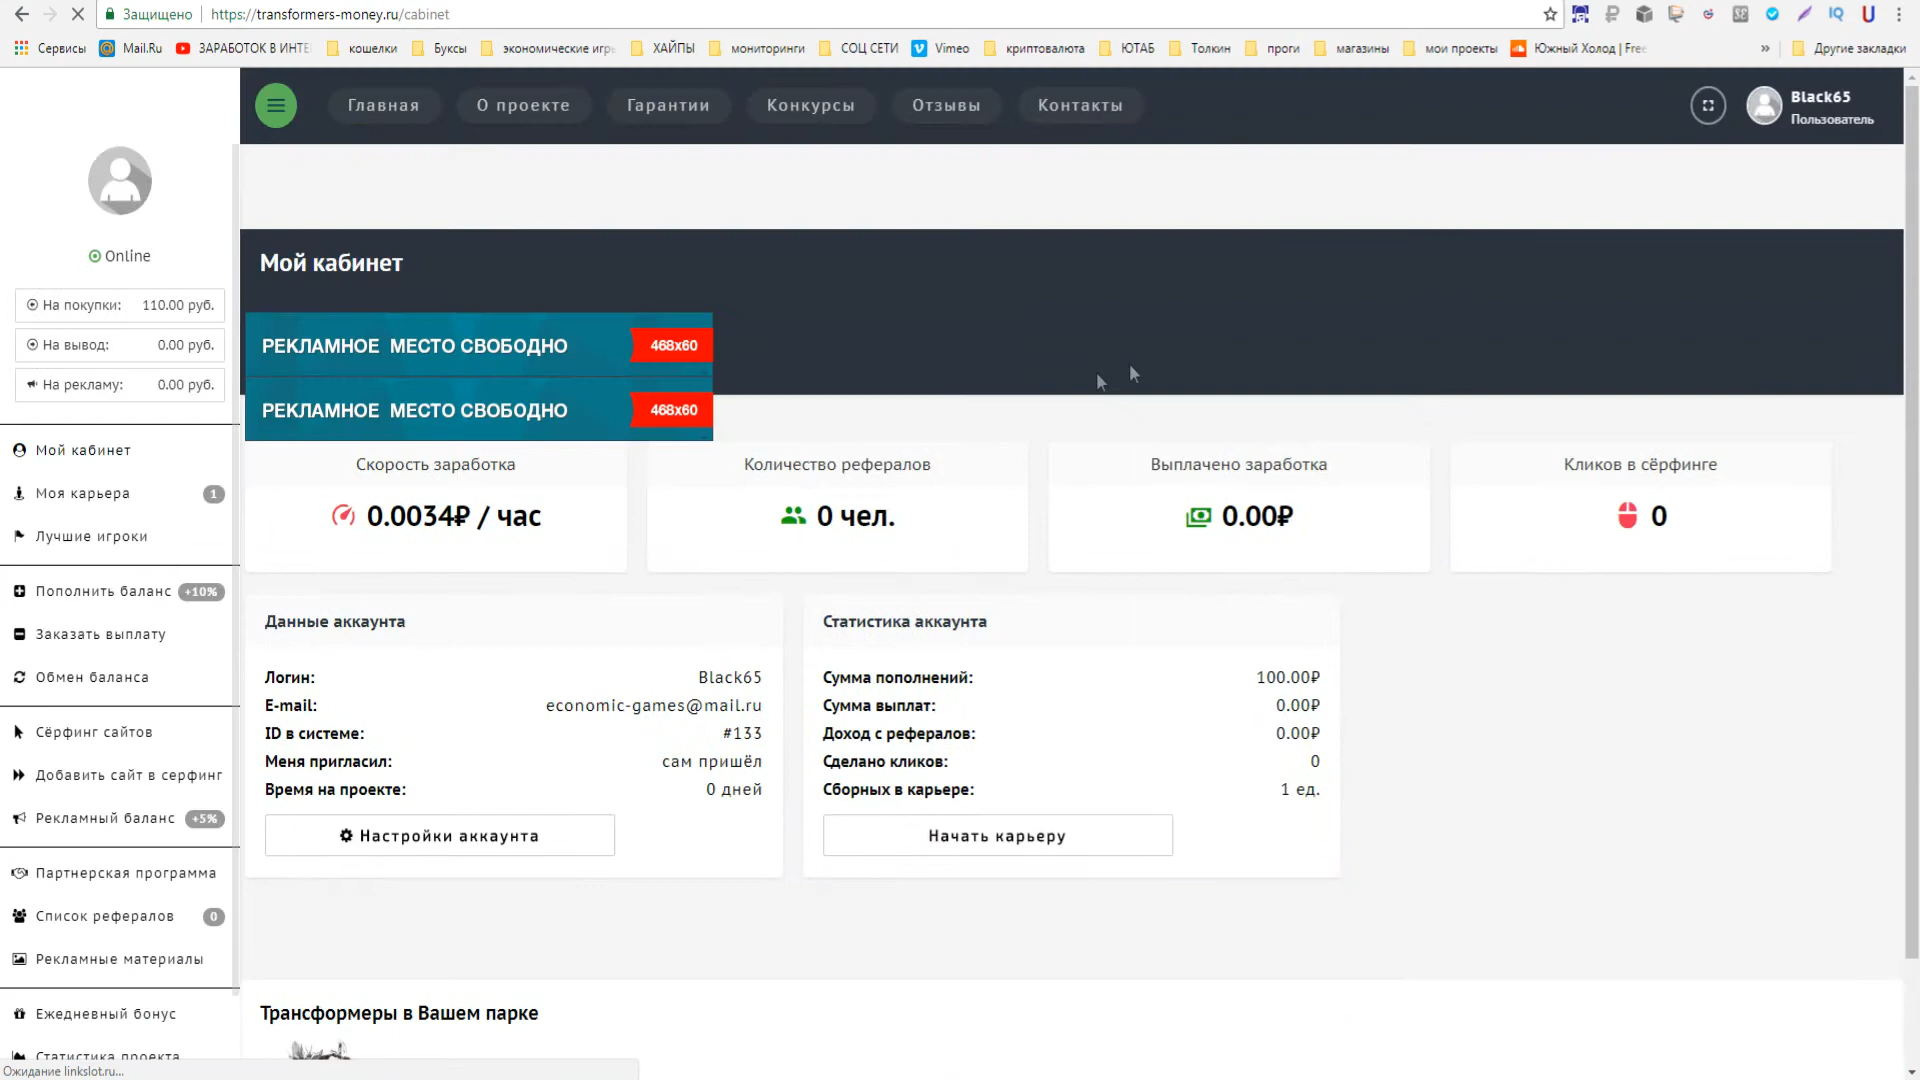 Защищено
https://transformers-money.ru/cabinet
Сервисы
Mail.Ru
ЗАРАБОТОК В ИНТЕ
кошелки
Буксы
экономические игры
ХАЙПЫ
мониторинги
СОЦ СЕТИ
Vimeo
криптовалюта
ЮТАБ
Толкин
проги
магазины
мои проекты
Южный Холод | Free
»
Другие закладки
Главная
О проекте
Гарантии
Конкурсы
Отзывы
Контакты
Black65
Пользователь
Online
На покупки: 110.00 руб.
На вывод: 0.00 руб.
На рекламу: 0.00 руб.
Мой кабинет
Моя карьера 1
Лучшие игроки
Пополнить баланс +10%
Заказать выплату
Обмен баланса
Сёрфинг сайтов
Добавить сайт в серфинг
Рекламный баланс +5%
Партнерская программа
Список рефералов 0
Рекламные материалы
Ежедневный бонус
Статистика проекта
Мой кабинет
РЕКЛАМНОЕ МЕСТО СВОБОДНО 468x60
РЕКЛАМНОЕ МЕСТО СВОБОДНО 468x60
Скорость заработка
0.0034₽ / час
Количество рефералов
0 чел.
Выплачено заработка
0.00₽
Кликов в сёрфинге
0
Данные аккаунта
Логин: Black65
E-mail: economic-games@mail.ru
ID в системе: #133
Меня пригласил: сам пришёл
Время на проекте: 0 дней
Настройки аккаунта
Статистика аккаунта
Сумма пополнений: 100.00₽
Сумма выплат: 0.00₽
Доход с рефералов: 0.00₽
Сделано кликов: 0
Сборных в карьере: 1 ед.
Начать карьеру
Трансформеры в Вашем парке
Ожидание linkslot.ru...